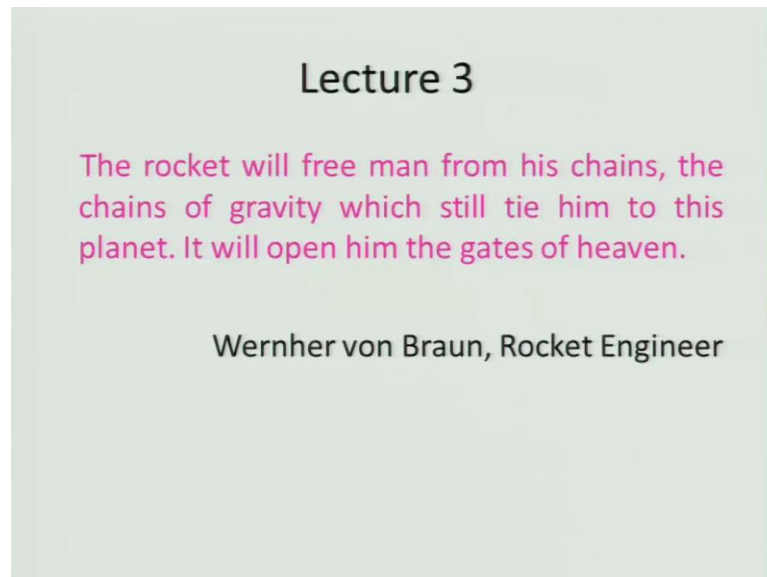 Lecture 3
The rocket will free man from his chains, the
chains of gravity which still tie him to this
planet. It will open him the gates of heaven.
Wernher von Braun, Rocket Engineer